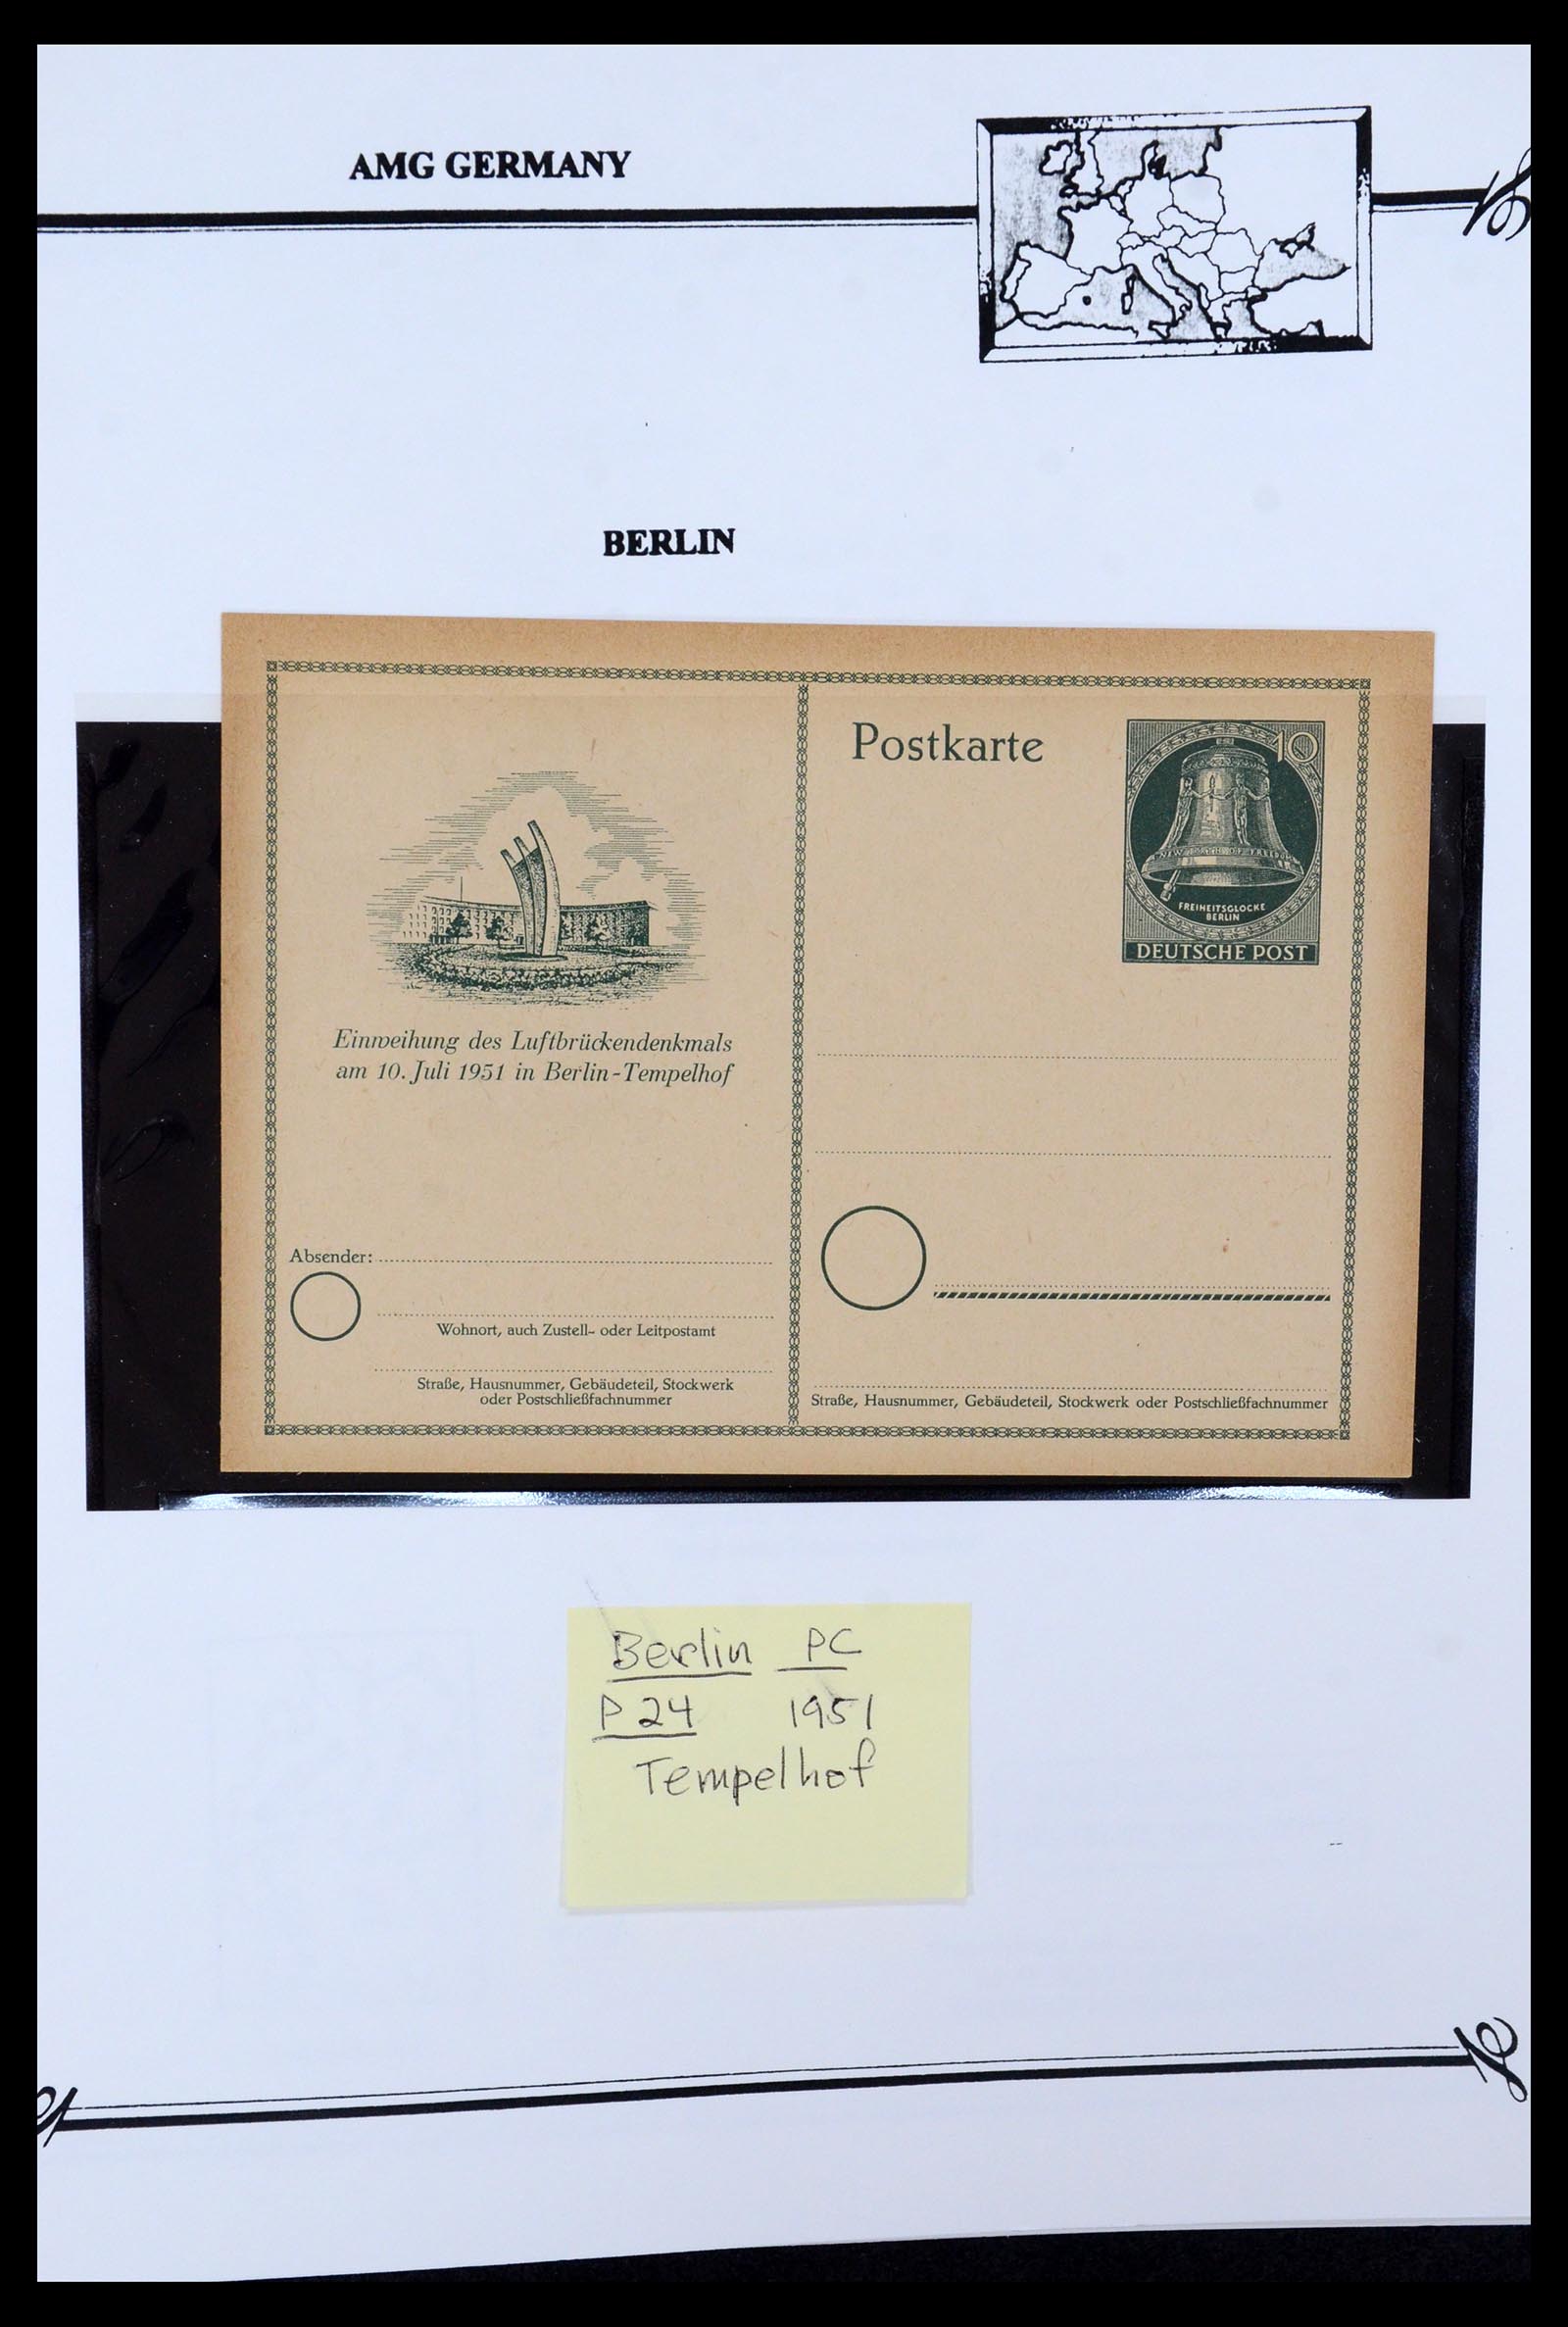 AMG GERMANY
BERLIN
Postkarte
10
FREIHEITSGLOCKE
BERLIN
DEUTSCHE POST
Einweihung des Luftbrückendenkmals
am 10. Juli 1951 in Berlin-Tempelhof
Absender:
Wohnort, auch Zustell- oder Leitpostamt
Straße, Hausnummer, Gebäudeteil, Stockwerk
oder Postschließfachnummer
Straße, Hausnummer, Gebäudeteil, Stockwerk oder Postschließfachnummer
Berlin PC
P 24 1951
Tempelhof